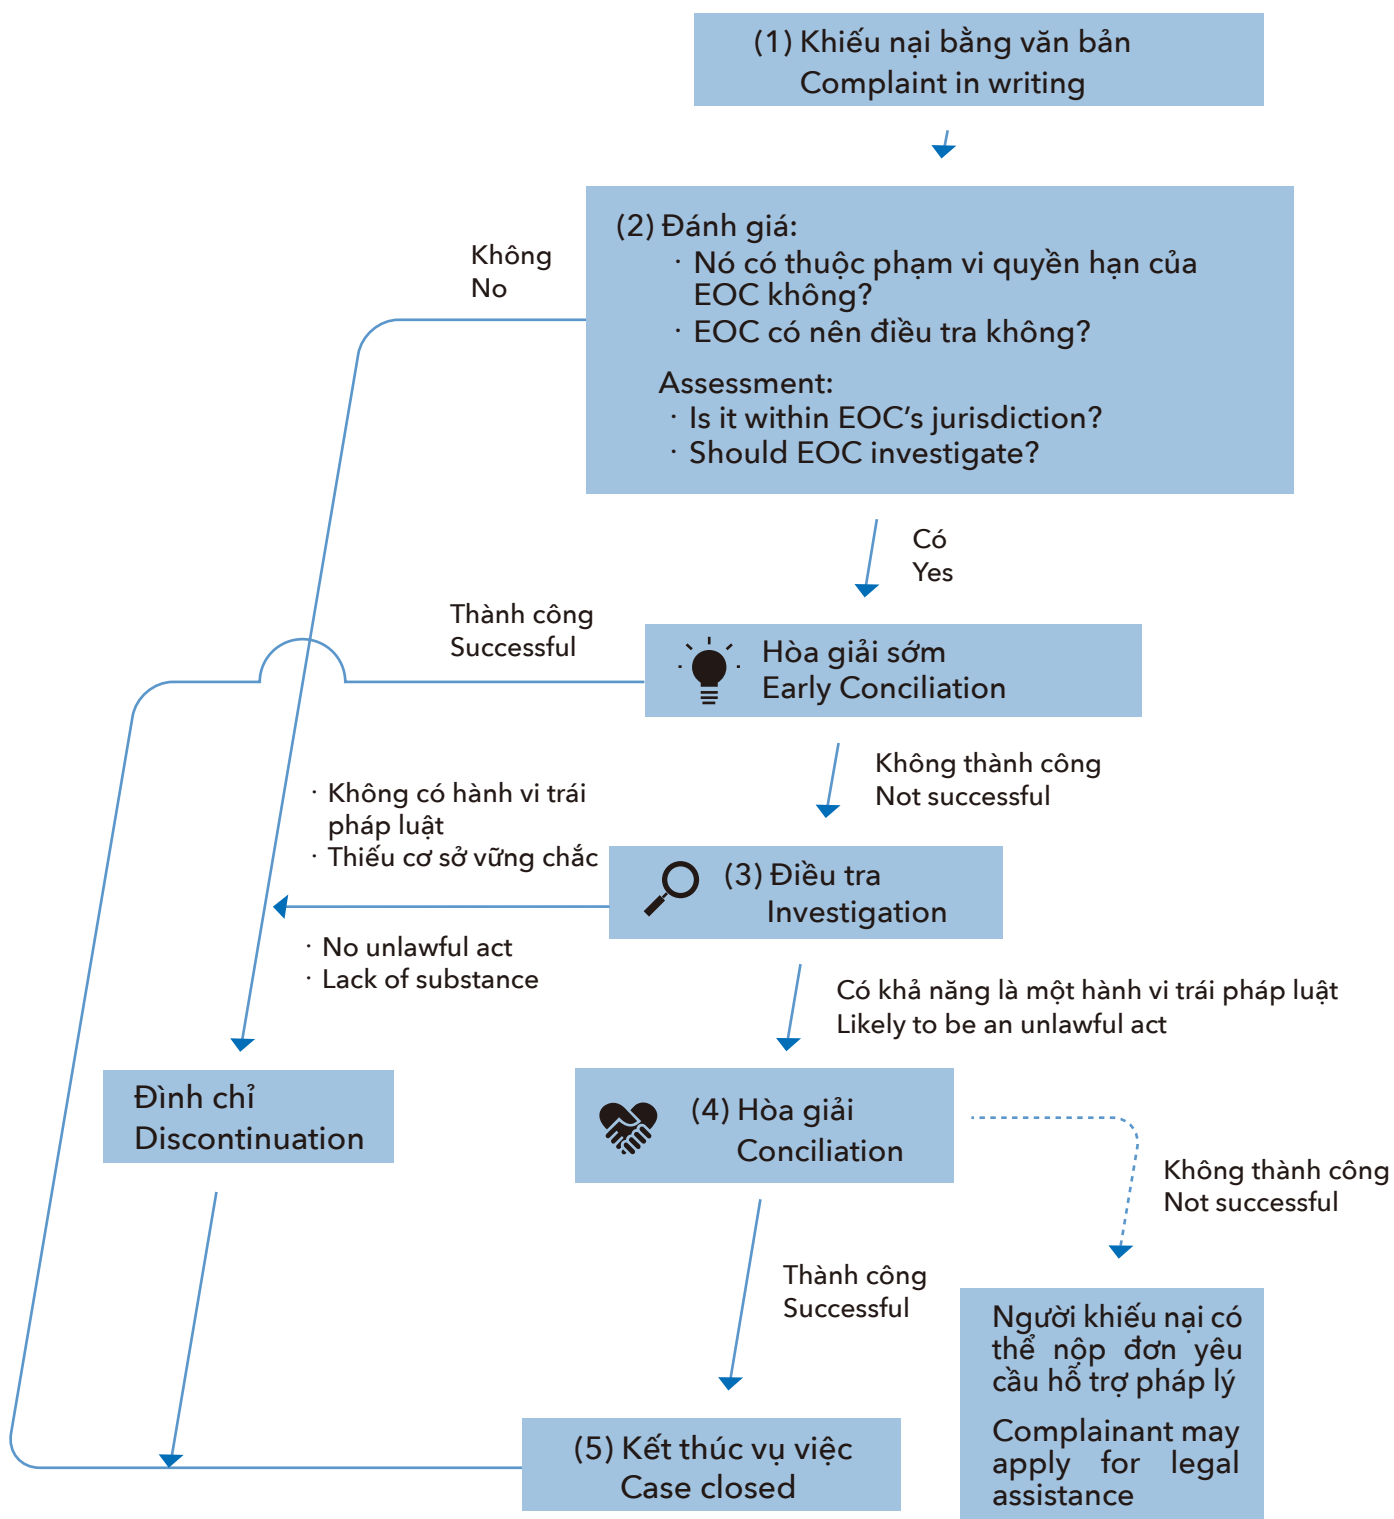 (1) Khiếu nại bằng văn bản
Complaint in writing
(2) Đánh giá:
· Nó có thuộc phạm vi quyền hạn của
EOC không?
· EOC có nên điều tra không?
Assessment:
· Is it within EOC’s jurisdiction?
· Should EOC investigate?
Không
No
Có
Yes
Thành công
Successful
Hòa giải sớm
Early Conciliation
Không thành công
Not successful
· Không có hành vi trái
pháp luật
· Thiếu cơ sở vững chắc
(3) Điều tra
Investigation
· No unlawful act
· Lack of substance
Có khả năng là một hành vi trái pháp luật
Likely to be an unlawful act
Đình chỉ
Discontinuation
(4) Hòa giải
Conciliation
Không thành công
Not successful
Thành công
Successful
Người khiếu nại có
thể nộp đơn yêu
cầu hỗ trợ pháp lý
Complainant may
apply for legal
assistance
(5) Kết thúc vụ việc
Case closed